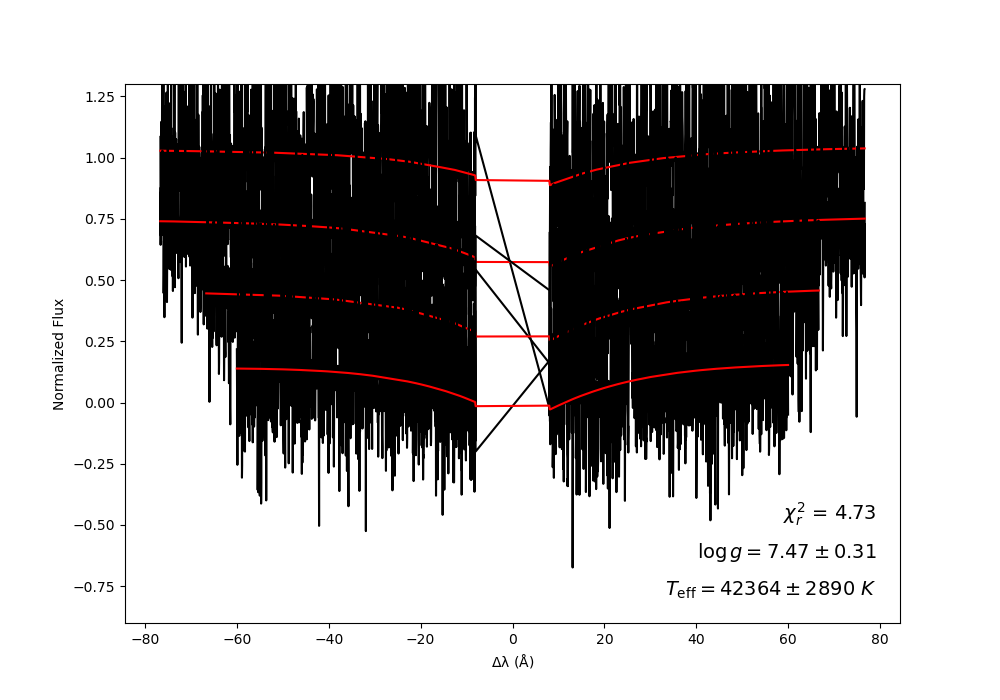 1.25
1.00
0.75
0.50
0.25
0.00
−0.25
−0.50
−0.75
Normalized Flux
χ²ᵣ = 4.73
log g = 7.47 ± 0.31
T_eff = 42364 ± 2890 K
−80 −60 −40 −20 0 20 40 60 80
Δλ (Å)